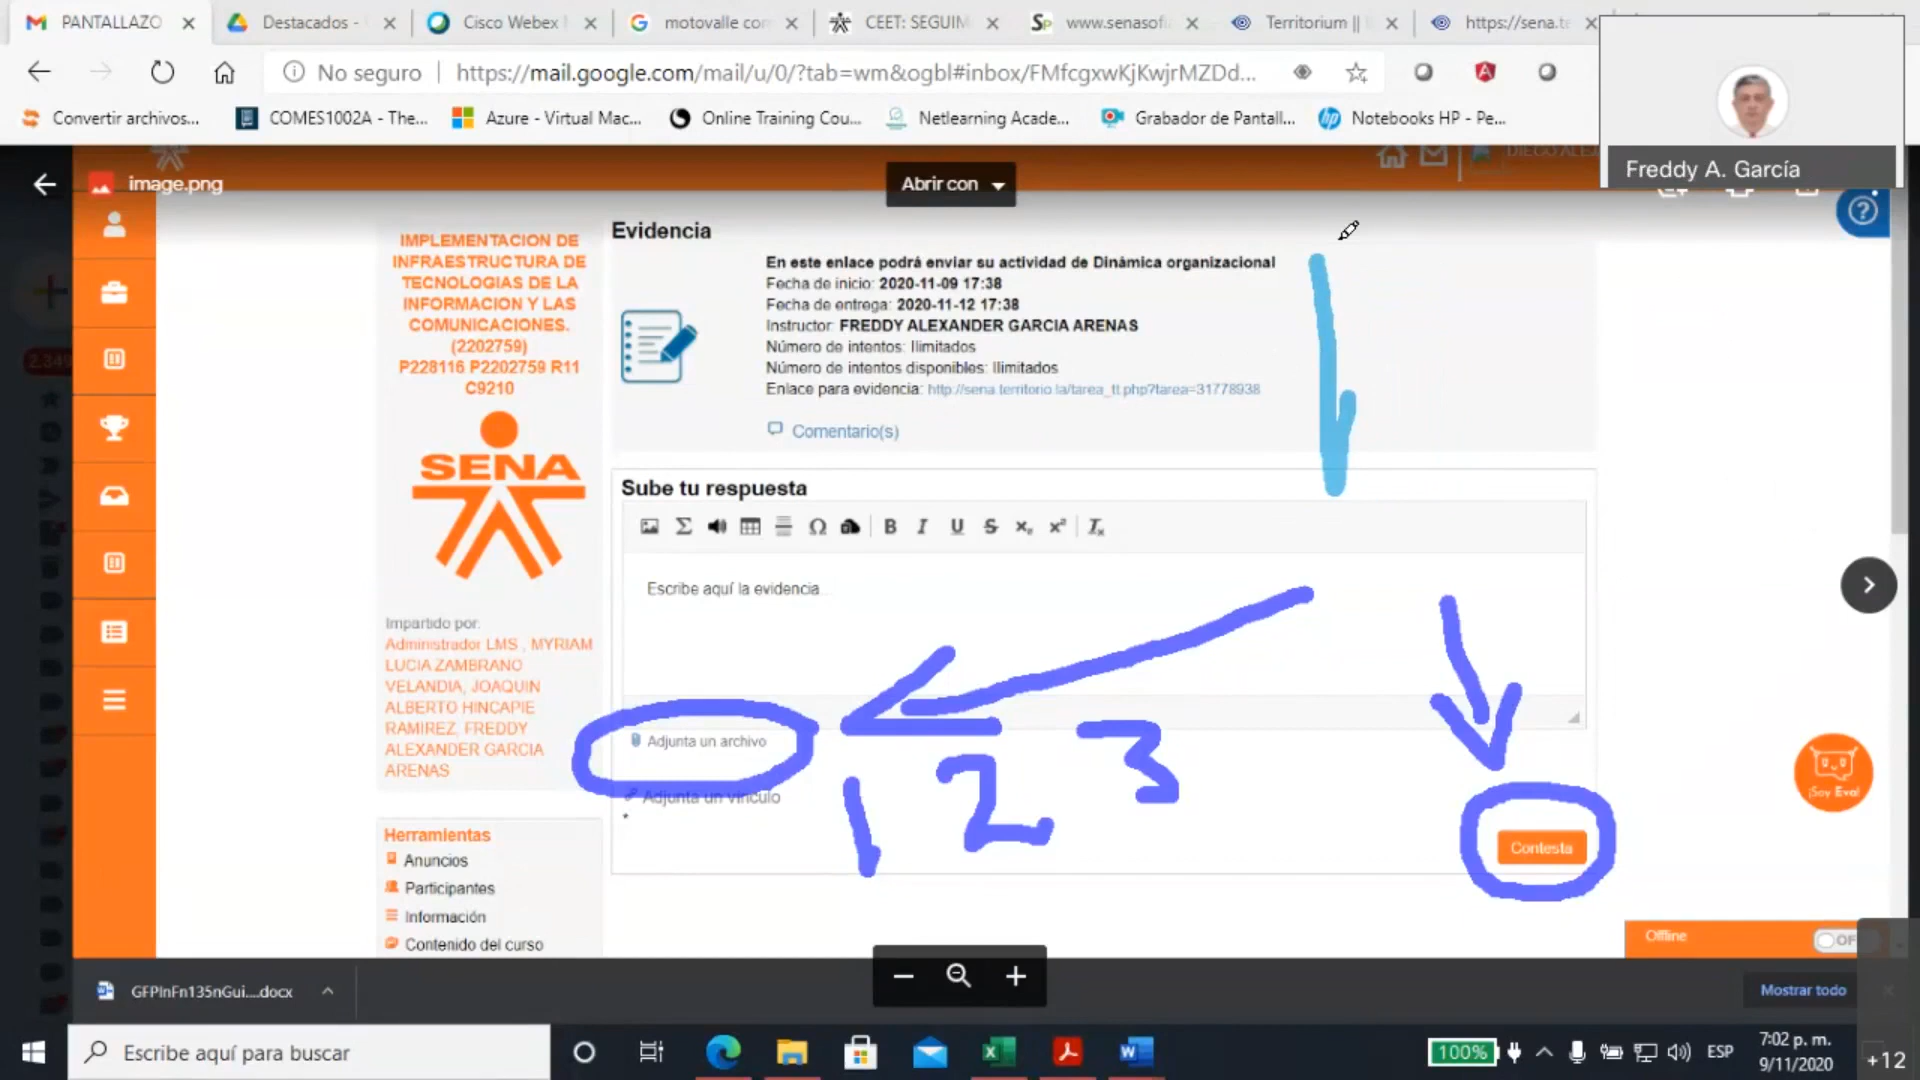 PANTALLAZO
Destacados -
Cisco Webex
motovalle con
CEET: SEGUIM
www.senasofi
Territorium ||
https://sena.te
No seguro
https://mail.google.com/mail/u/0/?tab=wm&ogbl#inbox/FMfcgxwKjKwjrMZDd...
Convertir archivos...
COMES1002A - The...
Azure - Virtual Mac...
Online Training Cou...
Netlearning Acade...
Grabador de Pantall...
Notebooks HP - Pe...
Freddy A. García
image.png
Abrir con
IMPLEMENTACION DE
INFRAESTRUCTURA DE
TECNOLOGIAS DE LA
INFORMACION Y LAS
COMUNICACIONES.
(2202759)
P228116 P2202759 R11
C9210
SENA
Impartido por:
Administrador LMS , MYRIAM
LUCIA ZAMBRANO
VELANDIA, JOAQUIN
ALBERTO HINCAPIE
RAMIREZ, FREDDY
ALEXANDER GARCIA
ARENAS
Herramientas
Anuncios
Participantes
Información
Contenido del curso
Evidencia
En este enlace podrá enviar su actividad de Dinámica organizacional
Fecha de inicio: 2020-11-09 17:38
Fecha de entrega: 2020-11-12 17:38
Instructor: FREDDY ALEXANDER GARCIA ARENAS
Número de intentos: Ilimitados
Número de intentos disponibles: Ilimitados
Enlace para evidencia: http://sena.territorio.la/tarea_tt.php?tarea=31778938
Comentario(s)
Sube tu respuesta
Escribe aquí la evidencia
Adjunta un archivo
Adjunta un vínculo
*
1 2 3
Contesta
¡Soy Eva!
Offline
GFPInFn135nGui....docx
Mostrar todo
Escribe aquí para buscar
100%
ESP
7:02 p. m.
9/11/2020
+12